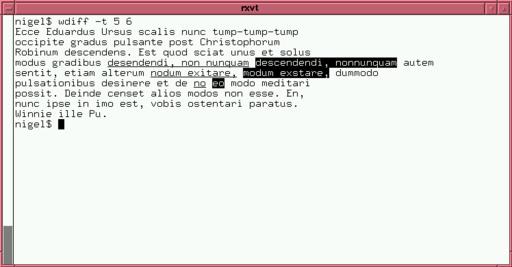 rxvt
nigel$ wdiff -t 5 6
Ecce Eduardus Ursus scalis nunc tump-tump-tump
occipite gradus pulsante post Christophorum
Robinum descendens. Est quod sciat unus et solus
modus gradibus desendendi, non nunquam descendendi, nonnunquam autem
sentit, etiam alterum nodum exitare, modum exstare, dummodo
pulsationibus desinere et de no eo modo meditari
possit. Deinde censet alios modos non esse. En,
nunc ipse in imo est, vobis ostentari paratus.
Winnie ille Pu.
nigel$